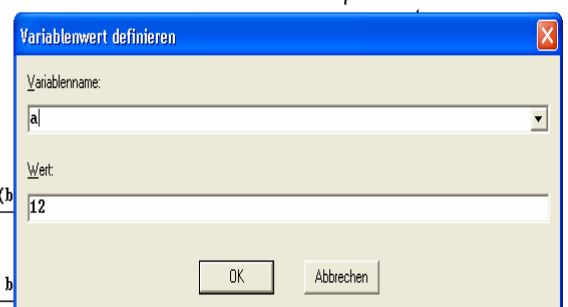 Variablenwert definieren
Variablenname:
a
Wert:
(b
12
b
OK Abbrechen